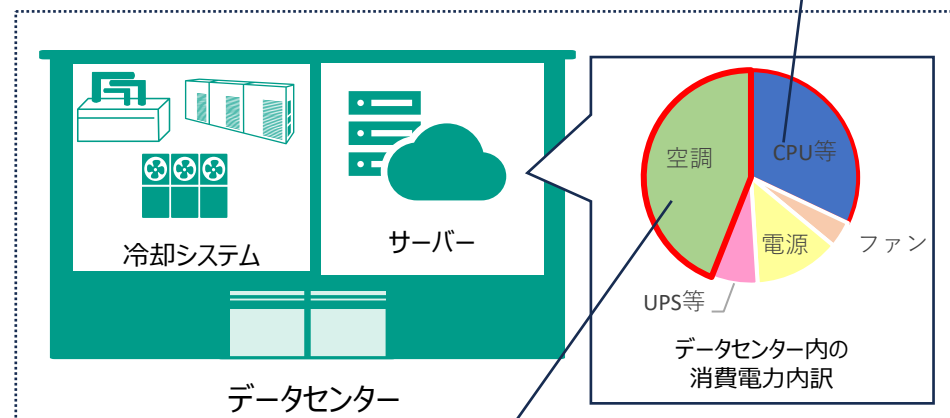 冷却システム
サーバー
データセンター
空調
CPU等
ファン
電源
UPS等
データセンター内の
消費電力内訳